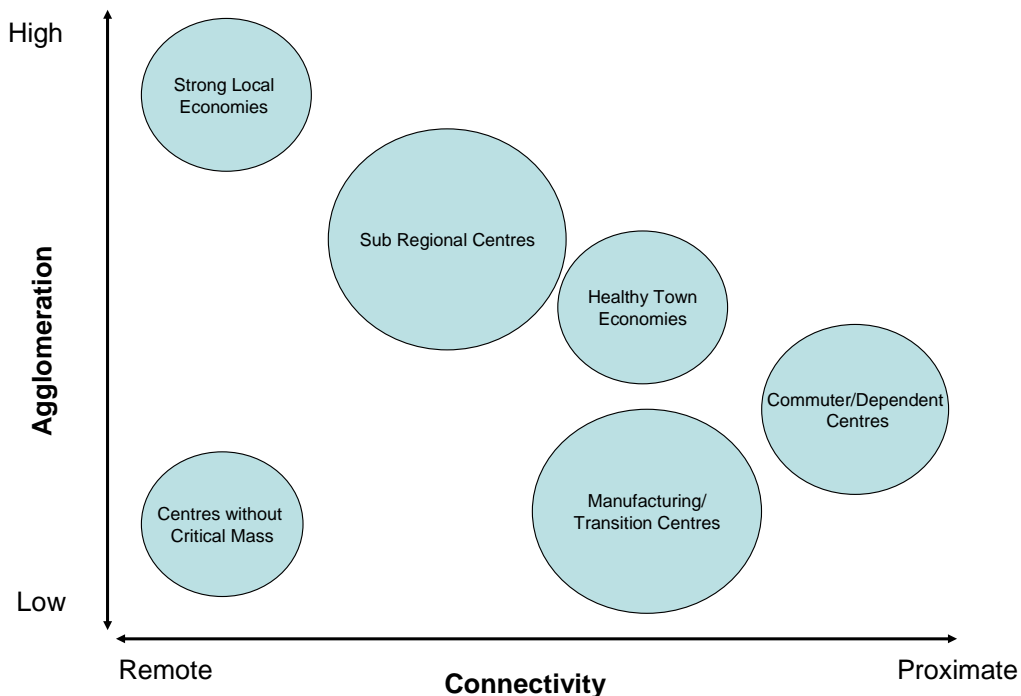 High
Strong Local
Economies
Sub Regional Centres
Healthy Town
Economies
Agglomeration
Commuter/Dependent
Centres
Centres without
Critical Mass
Manufacturing/
Transition Centres
Low
Remote
Connectivity
Proximate